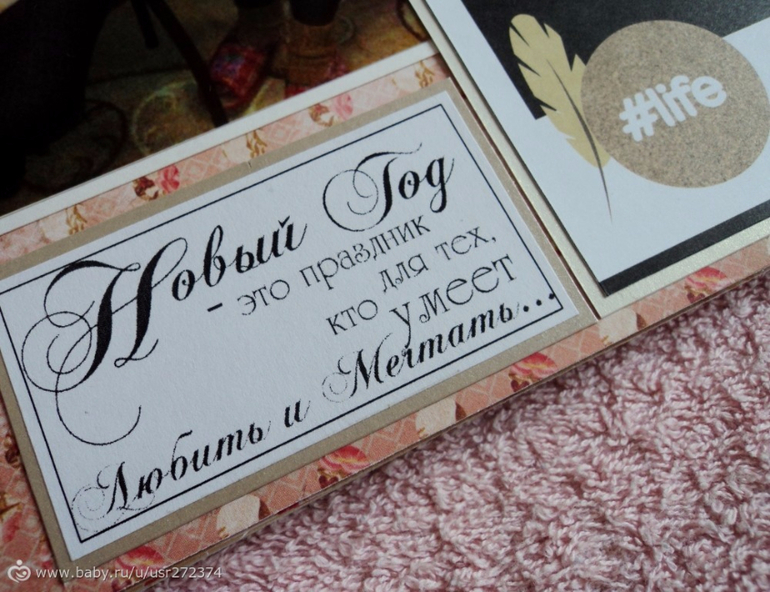 Новый Год
- это праздник
для тех,
кто умеет
Любить и Мечтать...
#life
www.baby.ru/u/usr272374